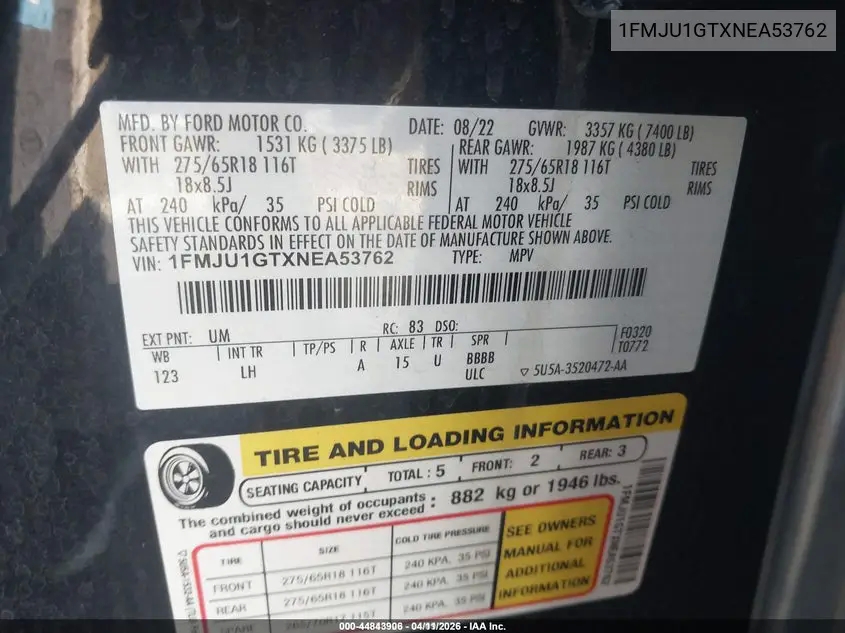 1FMJU1GTXNEA53762
MFD. BY FORD MOTOR CO.
DATE: 08/22 GVWR: 3357 KG ( 7400 LB)
FRONT GAWR: 1531 KG ( 3375 LB) REAR GAWR: 1987 KG ( 4380 LB)
WITH 275/65R18 116T TIRES WITH 275/65R18 116T TIRES
18x8.5J RIMS 18x8.5J RIMS
AT 240 kPa/ 35 PSI COLD AT 240 kPa/ 35 PSI COLD
THIS VEHICLE CONFORMS TO ALL APPLICABLE FEDERAL MOTOR VEHICLE
SAFETY STANDARDS IN EFFECT ON THE DATE OF MANUFACTURE SHOWN ABOVE.
VIN: 1FMJU1GTXNEA53762 TYPE: MPV
EXT PNT: UM RC: 83 DSO: F0320
WB INT TR TP/PS R AXLE TR SPR T0772
123 LH A 15 U BBBB
ULC 5U5A-3520472-AA
TIRE AND LOADING INFORMATION
SEATING CAPACITY TOTAL : 5 FRONT: 2 REAR: 3
The combined weight of occupants
and cargo should never exceed : 882 kg or 1946 lbs.
TIRE SIZE COLD TIRE PRESSURE
FRONT 275/65R18 116T 240 KPA, 35 PSI
REAR 275/65R18 116T 240 KPA, 35 PSI
SEE OWNERS
MANUAL FOR
ADDITIONAL
INFORMATION
000-44843906 - 04/11/2026 - IAA Inc.